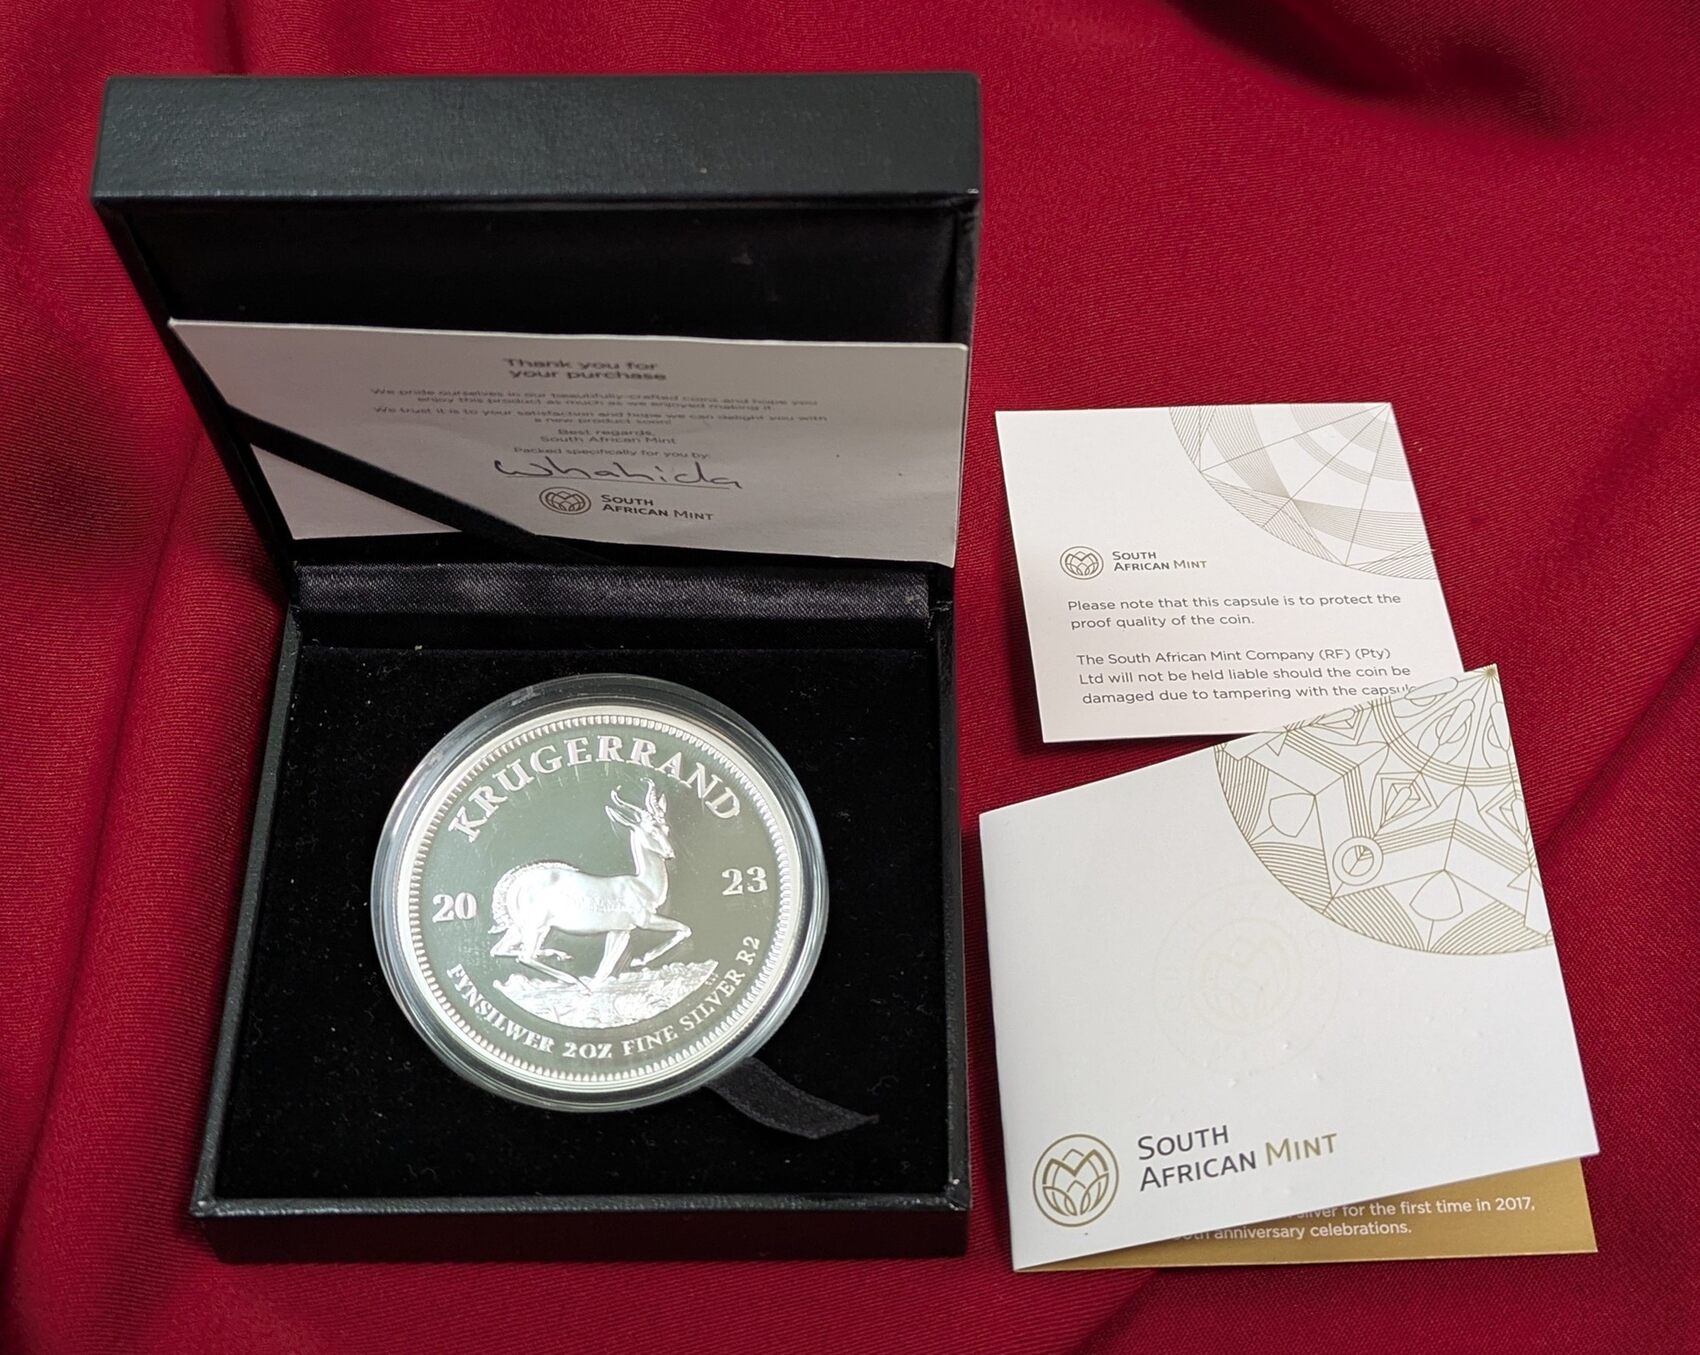 Thank you for
your purchase
We pride ourselves in our beautifully-crafted coins and hope you
enjoy this product as much as we enjoyed making it.
We trust it is to your satisfaction and hope we can delight you with
a new product soon!
Best regards,
South African Mint
Packed specifically for you by:
whahida
SOUTH
AFRICAN MINT
KRUGERRAND
20 23
FYNSILWER 2OZ FINE SILVER R2
SOUTH
AFRICAN MINT
Please note that this capsule is to protect the
proof quality of the coin.
The South African Mint Company (RF) (Pty)
Ltd will not be held liable should the coin be
damaged due to tampering with the capsul
SOUTH
AFRICAN MINT
silver for the first time in 2017,
anniversary celebrations.